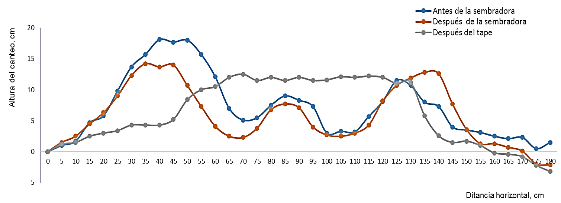 Antes de la sembradora
Después de la sembradora
Después del tape
Altura del canteo, cm
20
15
10
5
0
5
0 5 10 15 20 25 30 35 40 45 50 55 60 65 70 75 80 85 90 95 100 105 110 115 120 125 130 135 140 145 150 155 160 165 170 175 180
Ditancia horizontal, cm